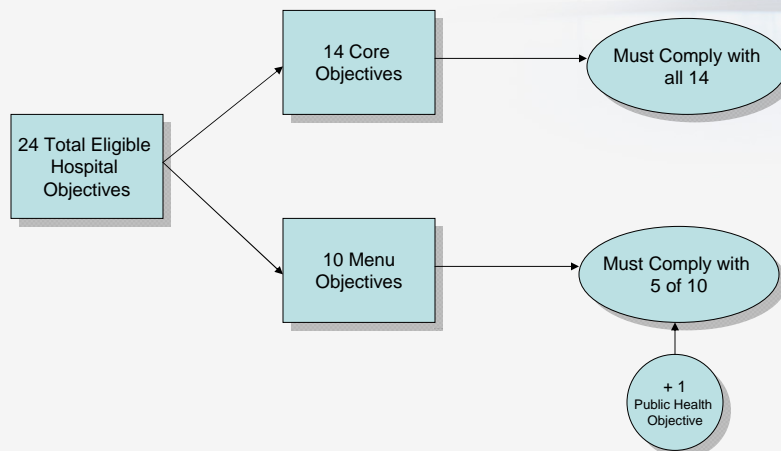 14 Core
Objectives
Must Comply with
all 14
24 Total Eligible
Hospital
Objectives
10 Menu
Objectives
Must Comply with
5 of 10
+ 1
Public Health
Objective